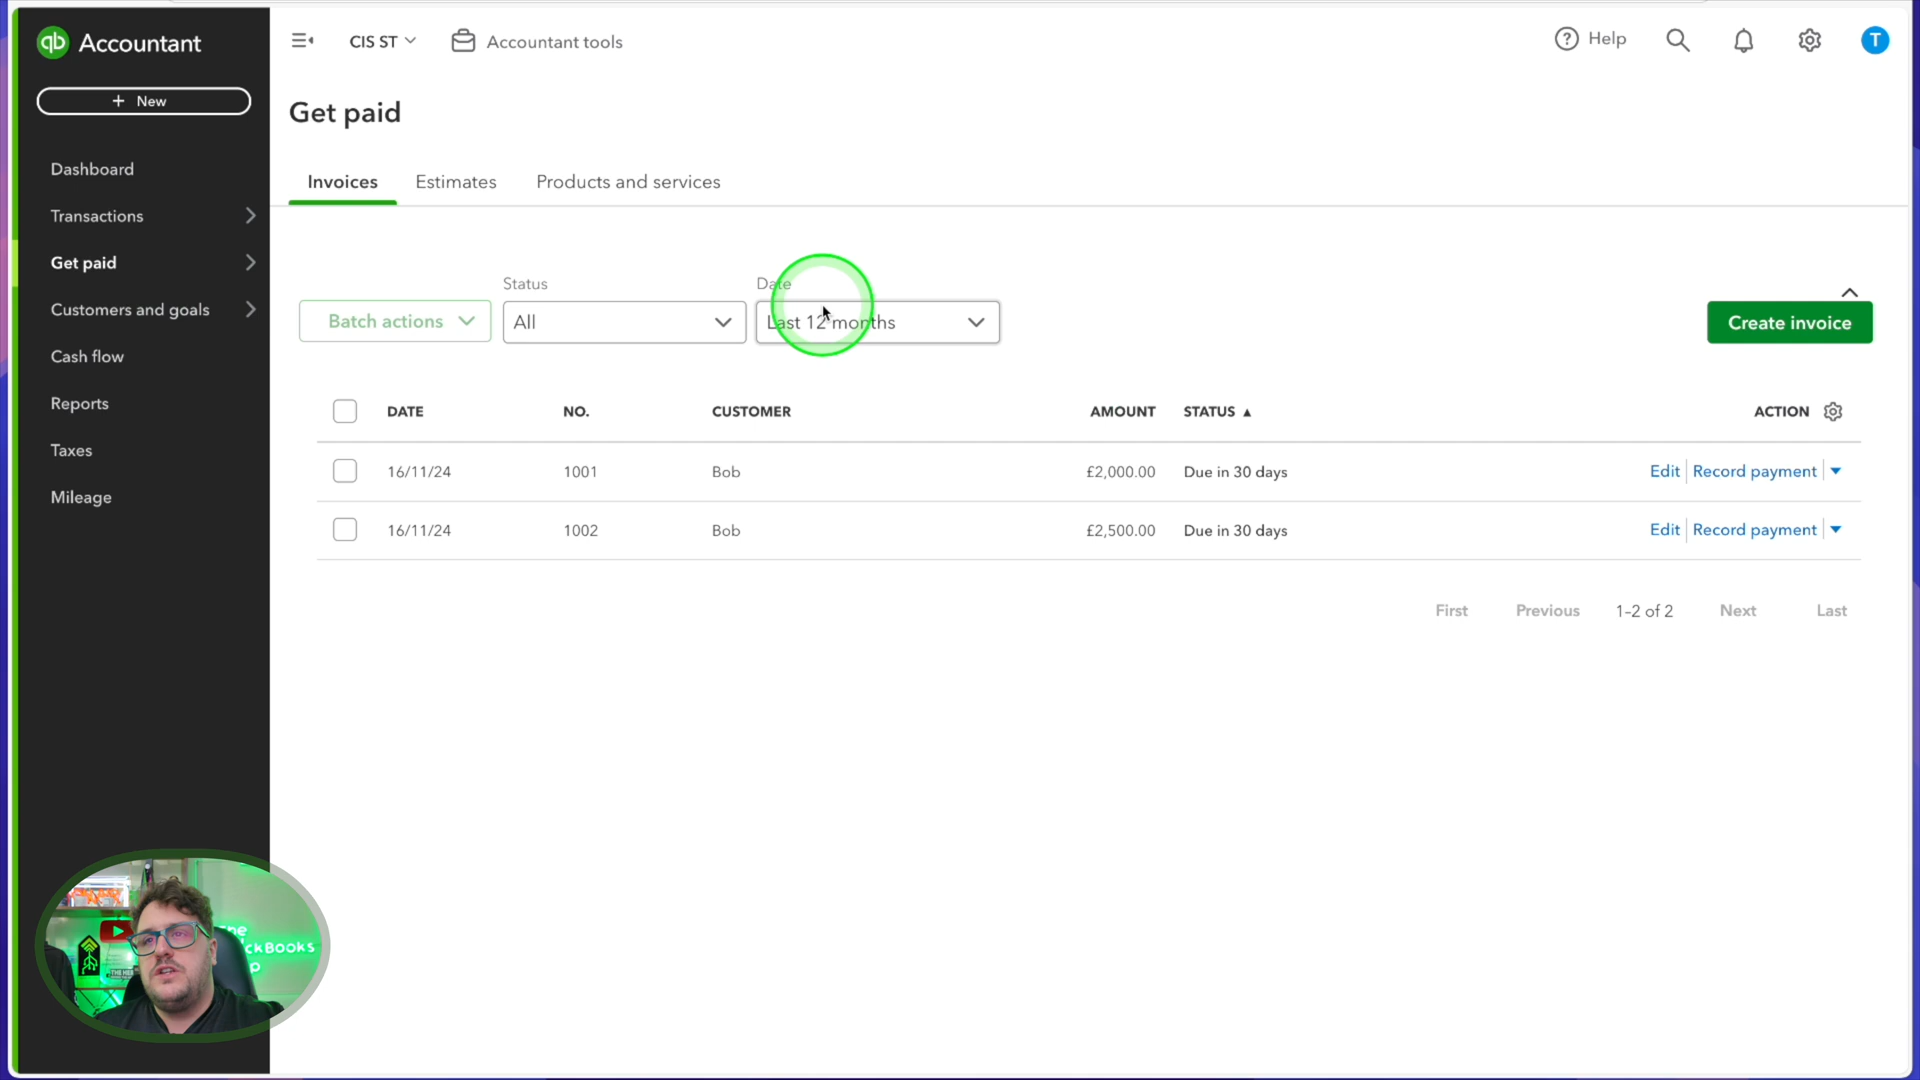 qb Accountant
CIS ST
Accountant tools
Help
T
+ New
Get paid
Dashboard
Transactions
Get paid
Customers and goals
Cash flow
Reports
Taxes
Mileage
Invoices
Estimates
Products and services
Status
Date
Batch actions
All
Last 12 months
Create invoice
DATE NO. CUSTOMER AMOUNT STATUS ▲ ACTION
16/11/24 1001 Bob £2,000.00 Due in 30 days Edit Record payment
16/11/24 1002 Bob £2,500.00 Due in 30 days Edit Record payment
First Previous 1–2 of 2 Next Last